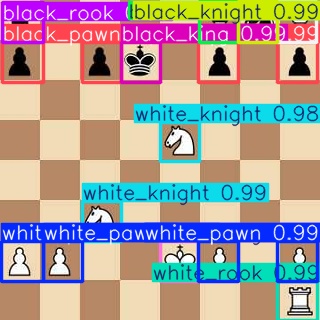 black_rook 0.99
black_knight 0.99
black_pawn
black_king 0.99
white_knight 0.98
white_knight 0.99
whit
white_paw
white_pawn 0.99
white_rook 0.99